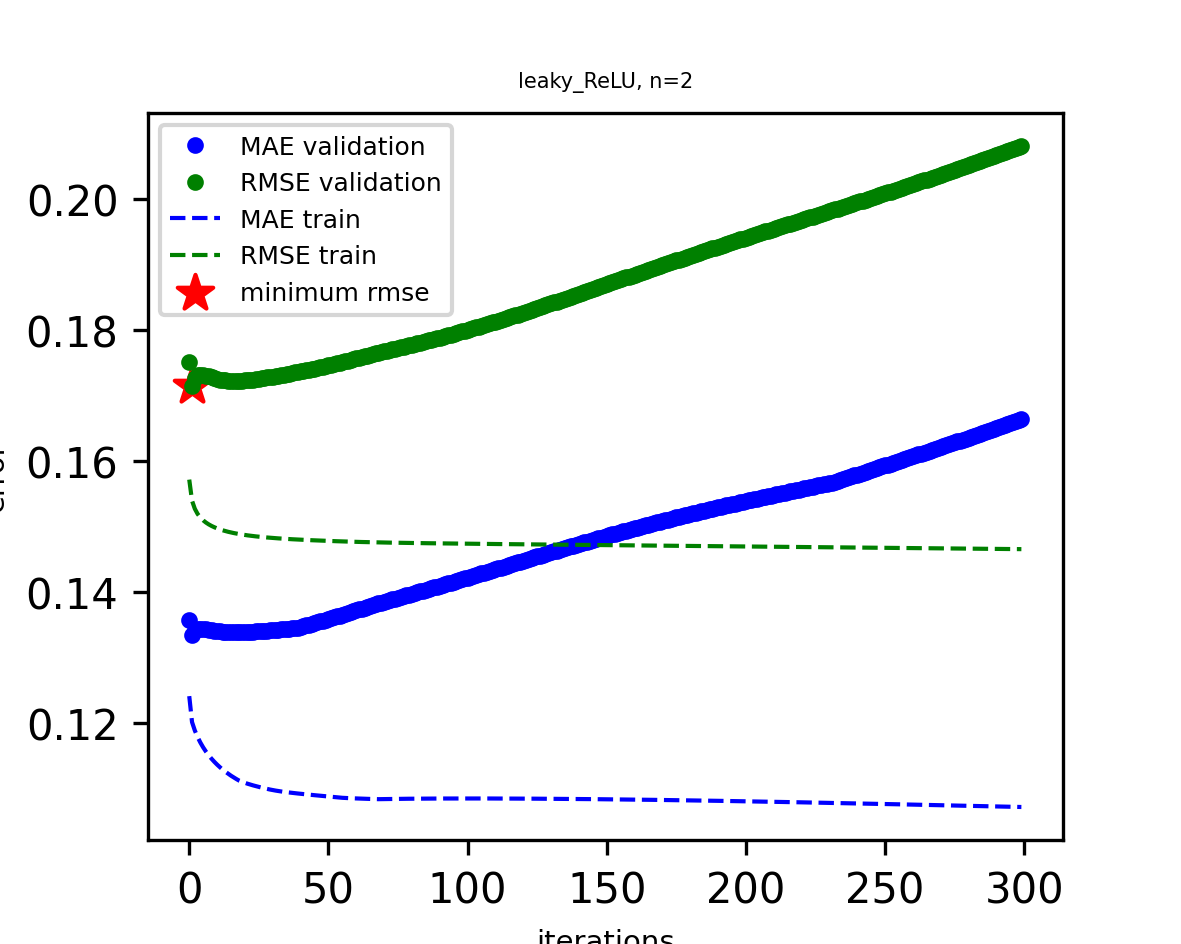 leaky_ReLU, n=2
MAE validation
RMSE validation
MAE train
RMSE train
minimum rmse
0.20
0.18
0.16
0.14
0.12
0 50 100 150 200 250 300
iterations